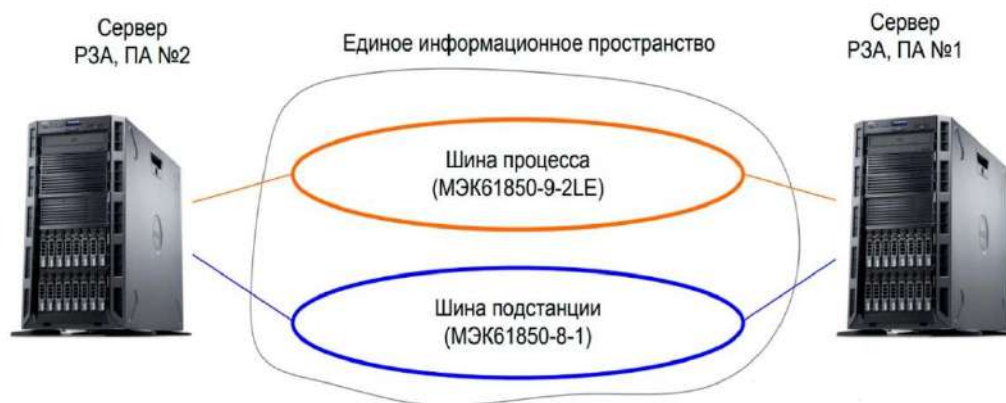 Сервер
РЗА, ПА №2
Единое информационное пространство
Сервер
РЗА, ПА №1
Шина процесса
(МЭК61850-9-2LE)
Шина подстанции
(МЭК61850-8-1)